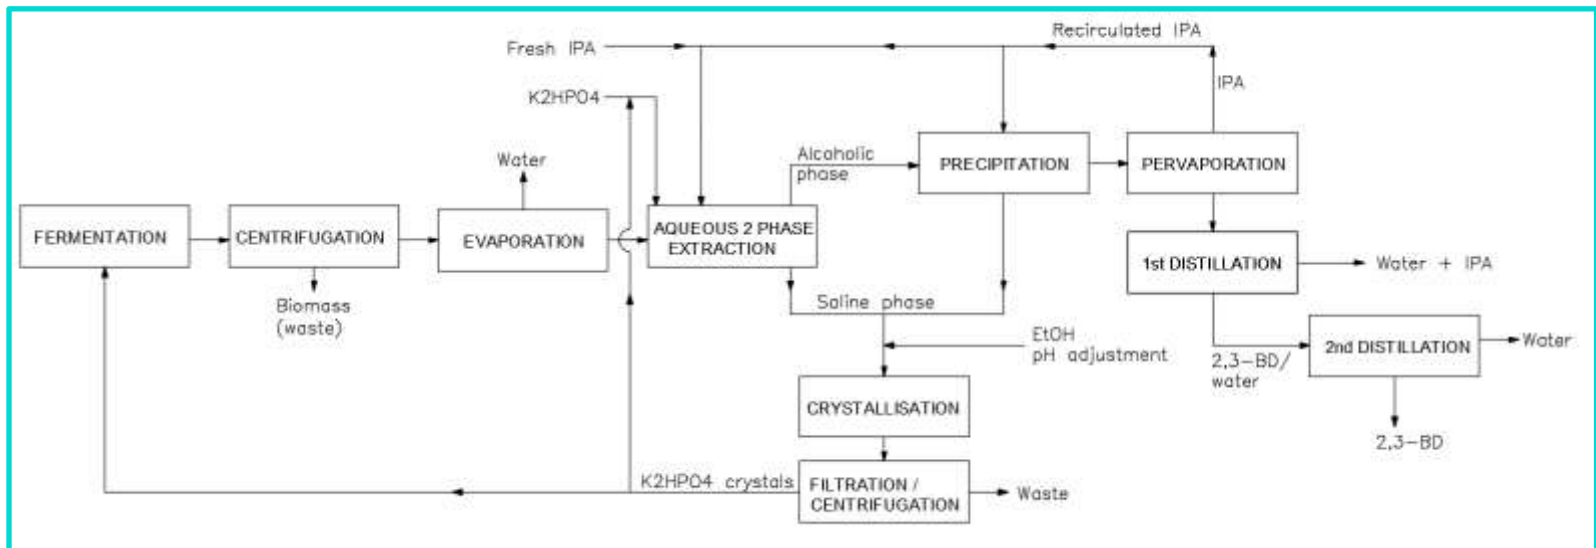 Recirculated IPA
Fresh IPA
IPA
K2HPO4
Water
Alcoholic
phase
PRECIPITATION
PERVAPORATION
FERMENTATION
CENTRIFUGATION
EVAPORATION
AQUEOUS 2 PHASE
EXTRACTION
1st DISTILLATION
Water + IPA
Biomass
(waste)
Saline phase
EtOH
pH adjustment
2,3-BD/
water
2nd DISTILLATION
Water
CRYSTALLISATION
2,3-BD
K2HPO4 crystals
FILTRATION /
CENTRIFUGATION
Waste